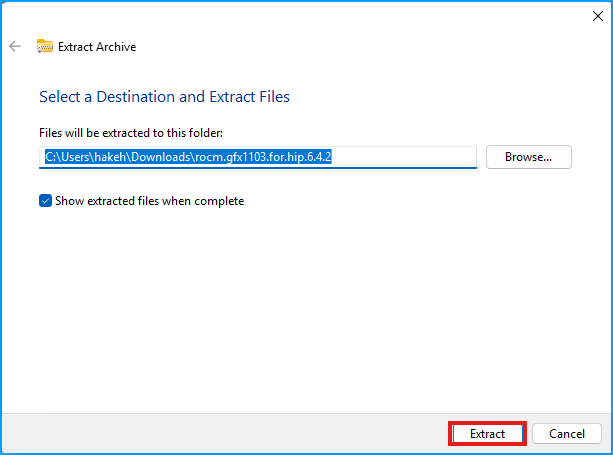 Extract Archive
Select a Destination and Extract Files
Files will be extracted to this folder:
C:\Users\hakeh\Downloads\rocm.gfx1103.for.hip.6.4.2
Browse...
Show extracted files when complete
Extract
Cancel